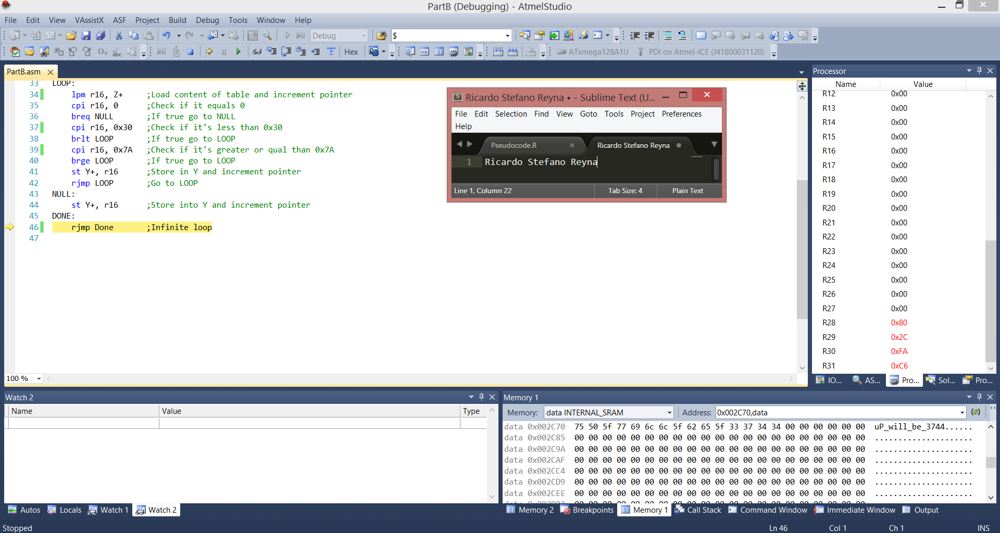 PartB (Debugging) - AtmelStudio
File Edit View VAssistX ASF Project Build Debug Tools Window Help
Debug $
Hex ATxmega128A1U PDI on Atmel-ICE (J41800031120)
PartB.asm
33 LOOP:
34 lpm r16, Z+ ;Load content of table and increment pointer
35 cpi r16, 0 ;Check if it equals 0
36 breq NULL ;If true go to NULL
37 cpi r16, 0x30 ;Check if it's less than 0x30
38 brlt LOOP ;If true go to LOOP
39 cpi r16, 0x7A ;Check if it's greater or qual than 0x7A
40 brge LOOP ;If true go to LOOP
41 st Y+, r16 ;Store in Y and increment pointer
42 rjmp LOOP ;Go to LOOP
43 NULL:
44 st Y+, r16 ;Store into Y and increment pointer
45 DONE:
46 rjmp Done ;Infinite loop
47
100 %
Ricardo Stefano Reyna • - Sublime Text (U...
File Edit Selection Find View Goto Tools Project Preferences
Help
Pseudocode.R Ricardo Stefano Reyna
1 Ricardo Stefano Reyna
Line 1, Column 22 Tab Size: 4 Plain Text
Processor
Name Value
R12 0x00
R13 0x00
R14 0x00
R15 0x00
R16 0x00
R17 0x00
R18 0x00
R19 0x00
R20 0x00
R21 0x00
R22 0x00
R23 0x00
R24 0x00
R25 0x00
R26 0x00
R27 0x00
R28 0x80
R29 0x2C
R30 0xFA
R31 0xC6
IO... AS... Pro... Sol... Pro...
Watch 2
Name Value Type
Autos Locals Watch 1 Watch 2
Memory 1
Memory: data INTERNAL_SRAM Address: 0x002C70,data
data 0x002C70 75 50 5f 77 69 6c 6c 5f 62 65 5f 33 37 34 34 00 00 00 00 00 00 uP_will_be_3744......
data 0x002C85 00 00 00 00 00 00 00 00 00 00 00 00 00 00 00 00 00 00 00 00 00 .....................
data 0x002C9A 00 00 00 00 00 00 00 00 00 00 00 00 00 00 00 00 00 00 00 00 00 .....................
data 0x002CAF 00 00 00 00 00 00 00 00 00 00 00 00 00 00 00 00 00 00 00 00 00 .....................
data 0x002CC4 00 00 00 00 00 00 00 00 00 00 00 00 00 00 00 00 00 00 00 00 00 .....................
data 0x002CD9 00 00 00 00 00 00 00 00 00 00 00 00 00 00 00 00 00 00 00 00 00 .....................
data 0x002CEE 00 00 00 00 00 00 00 00 00 00 00 00 00 00 00 00 00 00 00 00 00 .....................
Memory 2 Breakpoints Memory 1 Call Stack Command Window Immediate Window Output
Stopped Ln 46 Col 1 Ch 1 INS